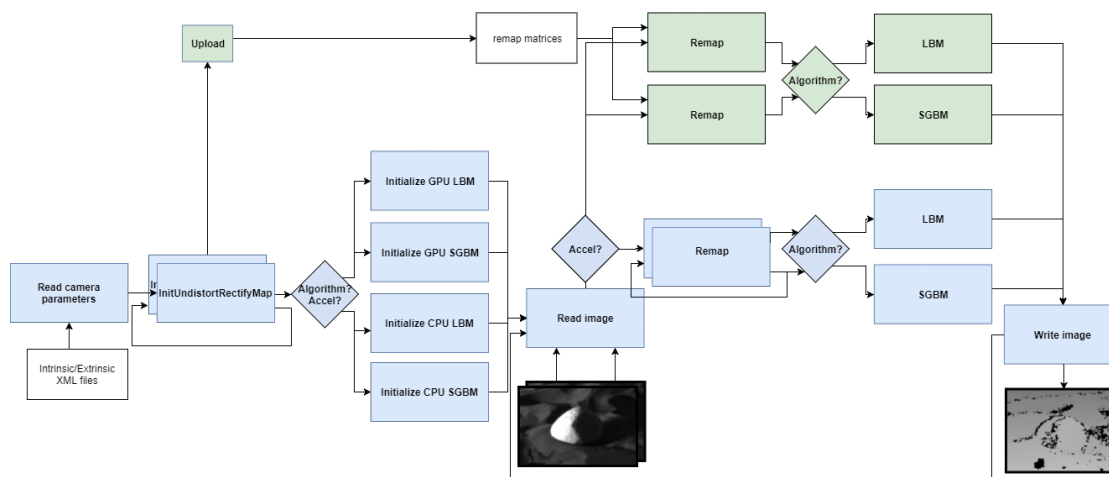 Upload
remap matrices
Remap
Algorithm?
LBM
Remap
SGBM
Initialize GPU LBM
Initialize GPU SGBM
Initialize CPU LBM
Initialize CPU SGBM
Read camera
parameters
In
InitUndistortRectifyMap
Algorithm?
Accel?
Intrinsic/Extrinsic
XML files
Accel?
Read image
Remap
Algorithm?
LBM
SGBM
Write image